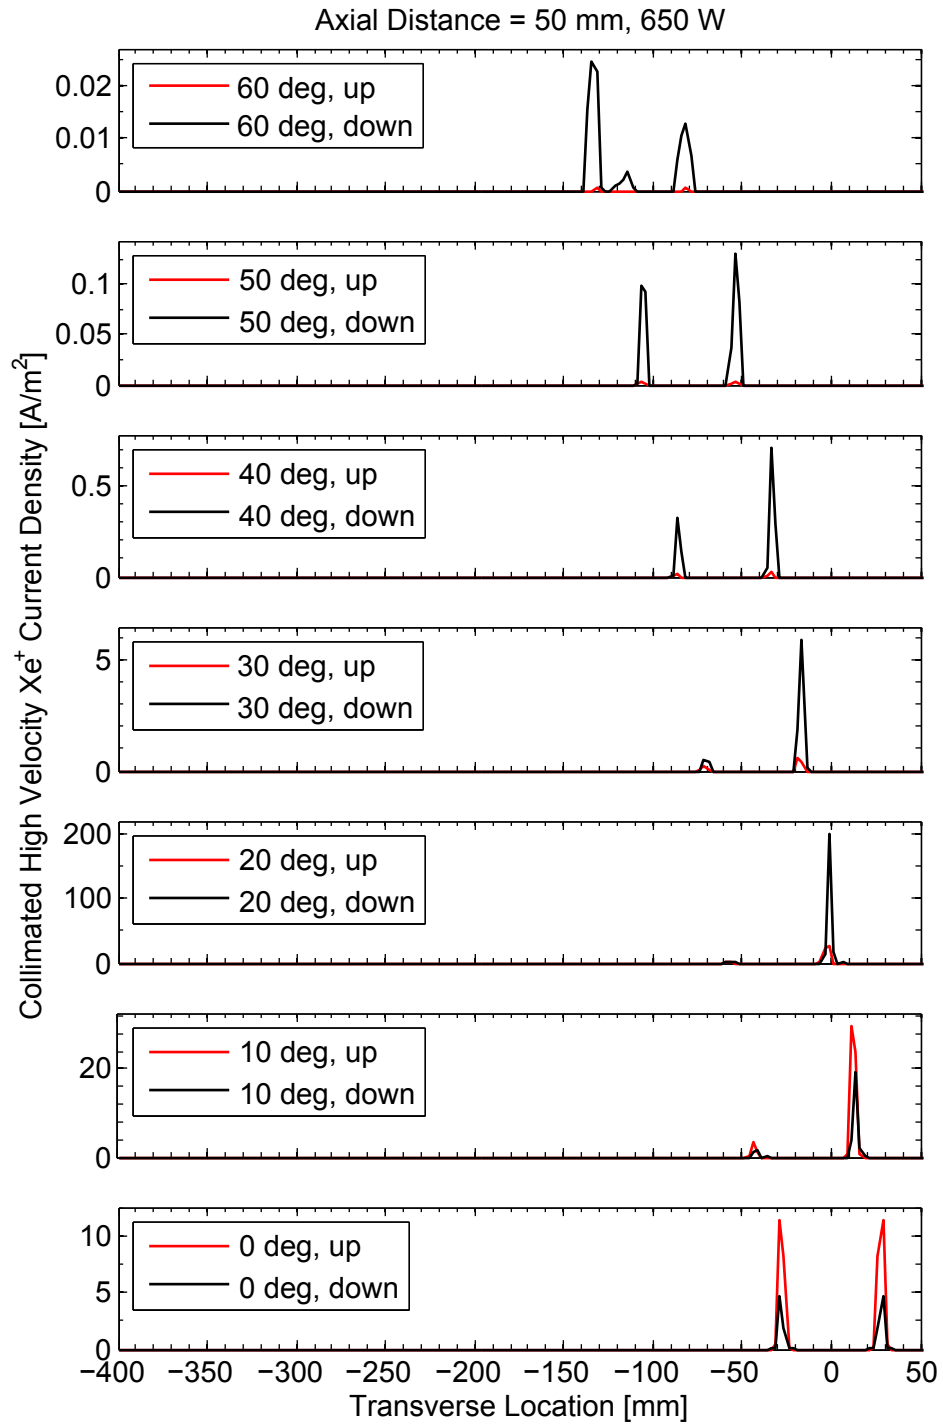 Axial Distance = 50 mm, 650 W
Collimated High Velocity Xe⁺ Current Density [A/m²]
60 deg, up
60 deg, down
0.02
0.01
0
50 deg, up
50 deg, down
0.1
0.05
0
40 deg, up
40 deg, down
0.5
0
30 deg, up
30 deg, down
5
0
20 deg, up
20 deg, down
200
100
0
10 deg, up
10 deg, down
20
0
0 deg, up
0 deg, down
10
5
0
−400 −350 −300 −250 −200 −150 −100 −50 0 50
Transverse Location [mm]